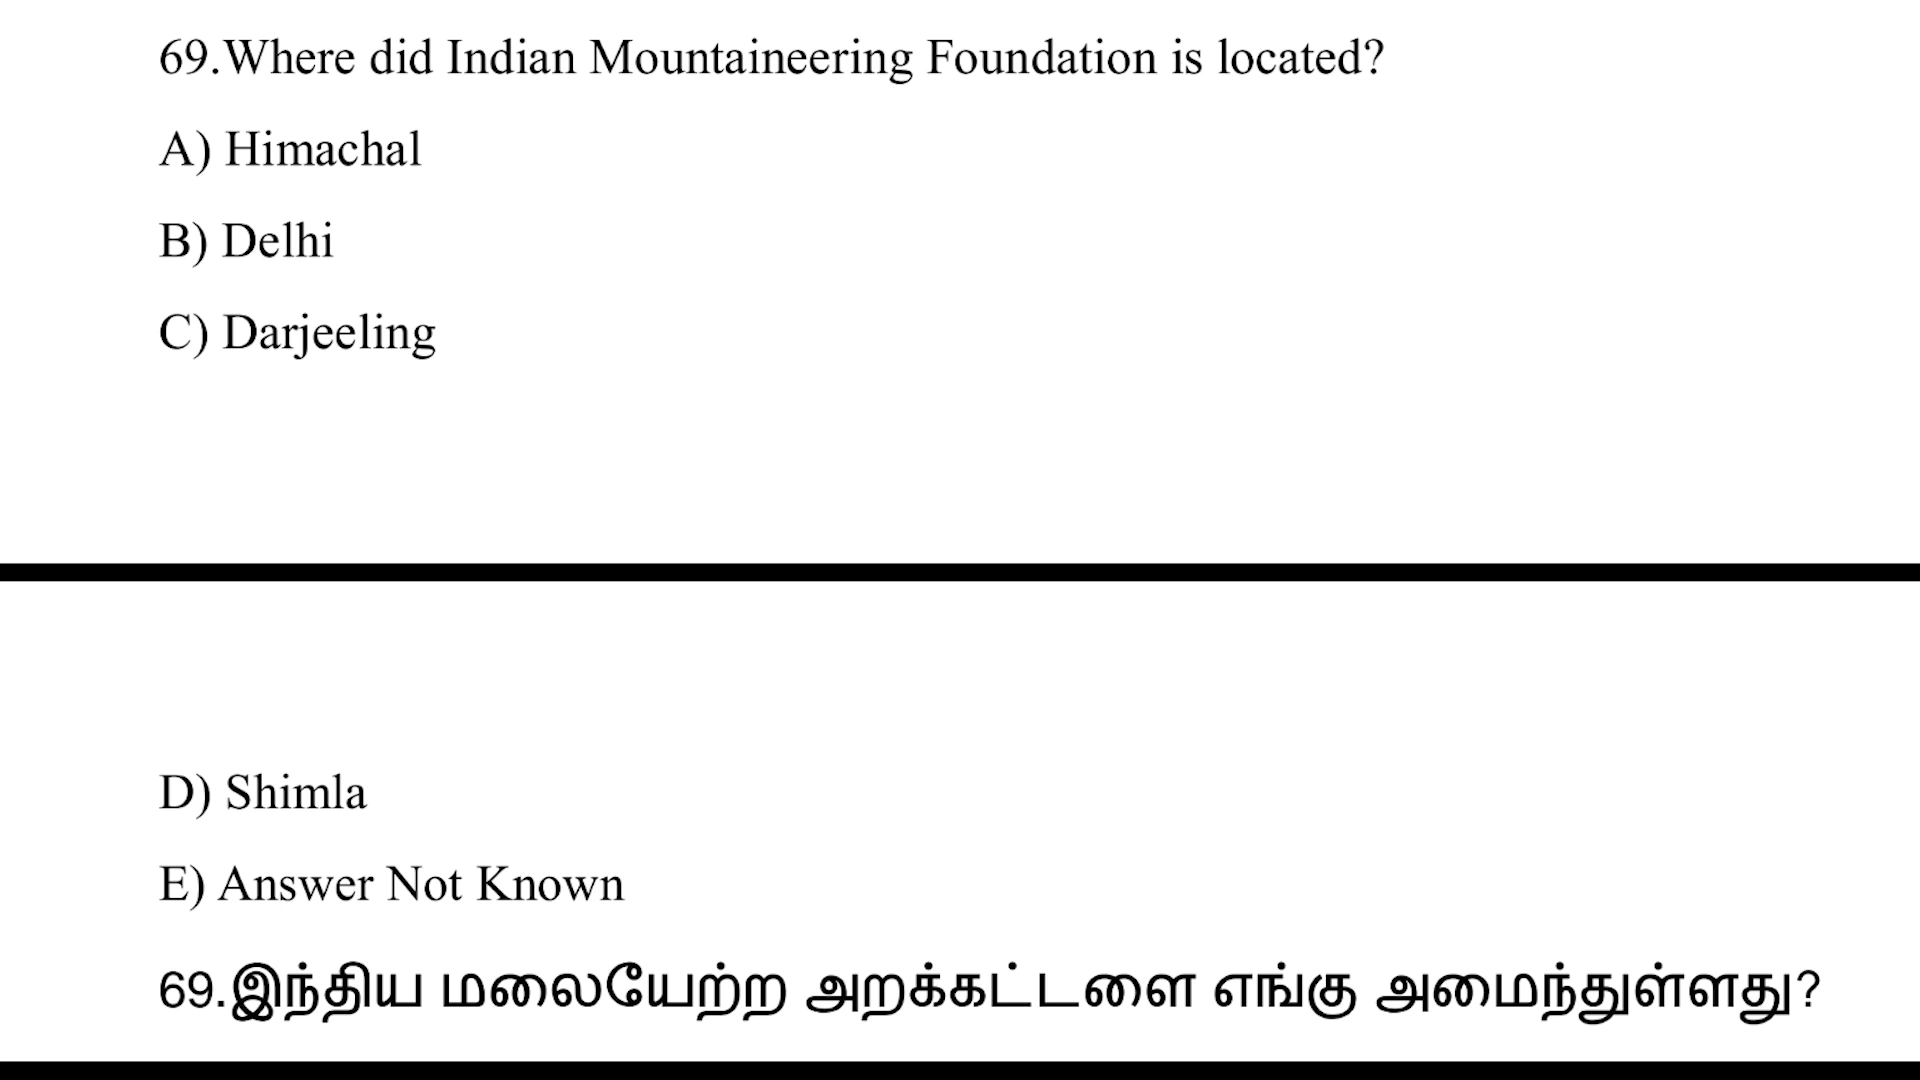 69.Where did Indian Mountaineering Foundation is located?
A) Himachal
B) Delhi
C) Darjeeling
D) Shimla
E) Answer Not Known
69.இந்திய மலையேற்ற அறக்கட்டளை எங்கு அமைந்துள்ளது?